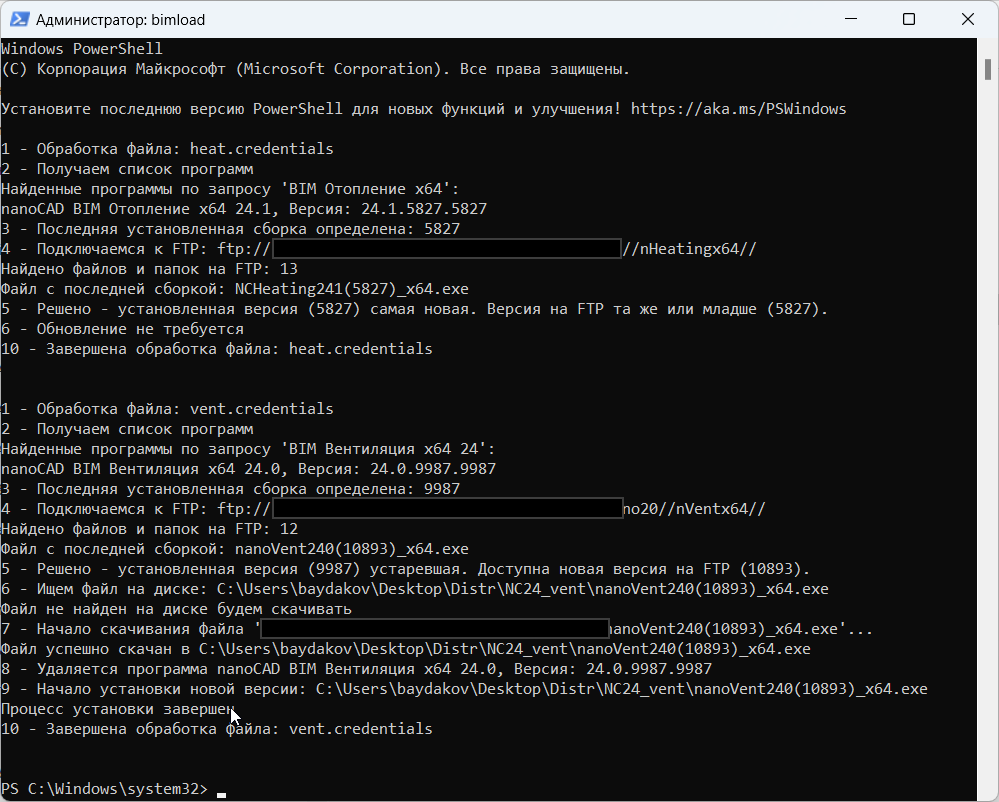 Администратор: bimload
Windows PowerShell
(C) Корпорация Майкрософт (Microsoft Corporation). Все права защищены.
Установите последнюю версию PowerShell для новых функций и улучшения! https://aka.ms/PSWindows
1 - Обработка файла: heat.credentials
2 - Получаем список программ
Найденные программы по запросу 'BIM Отопление x64':
nanoCAD BIM Отопление x64 24.1, Версия: 24.1.5827.5827
3 - Последняя установленная сборка определена: 5827
4 - Подключаемся к FTP: ftp:// //nHeatingx64//
Найдено файлов и папок на FTP: 13
Файл с последней сборкой: NCHeating241(5827)_x64.exe
5 - Решено - установленная версия (5827) самая новая. Версия на FTP та же или младше (5827).
6 - Обновление не требуется
10 - Завершена обработка файла: heat.credentials
1 - Обработка файла: vent.credentials
2 - Получаем список программ
Найденные программы по запросу 'BIM Вентиляция x64 24':
nanoCAD BIM Вентиляция x64 24.0, Версия: 24.0.9987.9987
3 - Последняя установленная сборка определена: 9987
4 - Подключаемся к FTP: ftp:// no20//nVentx64//
Найдено файлов и папок на FTP: 12
Файл с последней сборкой: nanoVent240(10893)_x64.exe
5 - Решено - установленная версия (9987) устаревшая. Доступна новая версия на FTP (10893).
6 - Ищем файл на диске: C:\Users\baydakov\Desktop\Distr\NC24_vent\nanoVent240(10893)_x64.exe
Файл не найден на диске будем скачивать
7 - Начало скачивания файла ' nanoVent240(10893)_x64.exe'...
Файл успешно скачан в C:\Users\baydakov\Desktop\Distr\NC24_vent\nanoVent240(10893)_x64.exe
8 - Удаляется программа nanoCAD BIM Вентиляция x64 24.0, Версия: 24.0.9987.9987
9 - Начало установки новой версии: C:\Users\baydakov\Desktop\Distr\NC24_vent\nanoVent240(10893)_x64.exe
Процесс установки завершен
10 - Завершена обработка файла: vent.credentials
PS C:\Windows\system32>